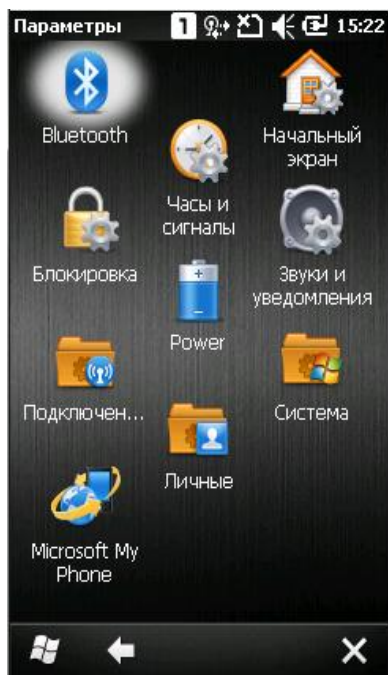 Параметры 1 15:22
Bluetooth
Начальный
экран
Часы и
сигналы
Блокировка
Звуки и
уведомления
Power
Подключен...
Система
Личные
Microsoft My
Phone